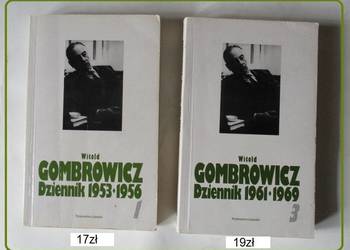 Witold
GOMBROWICZ
Dziennik 1953-1956
1
17zł
Witold
GOMBROWICZ
Dziennik 1961-1969
3
19zł